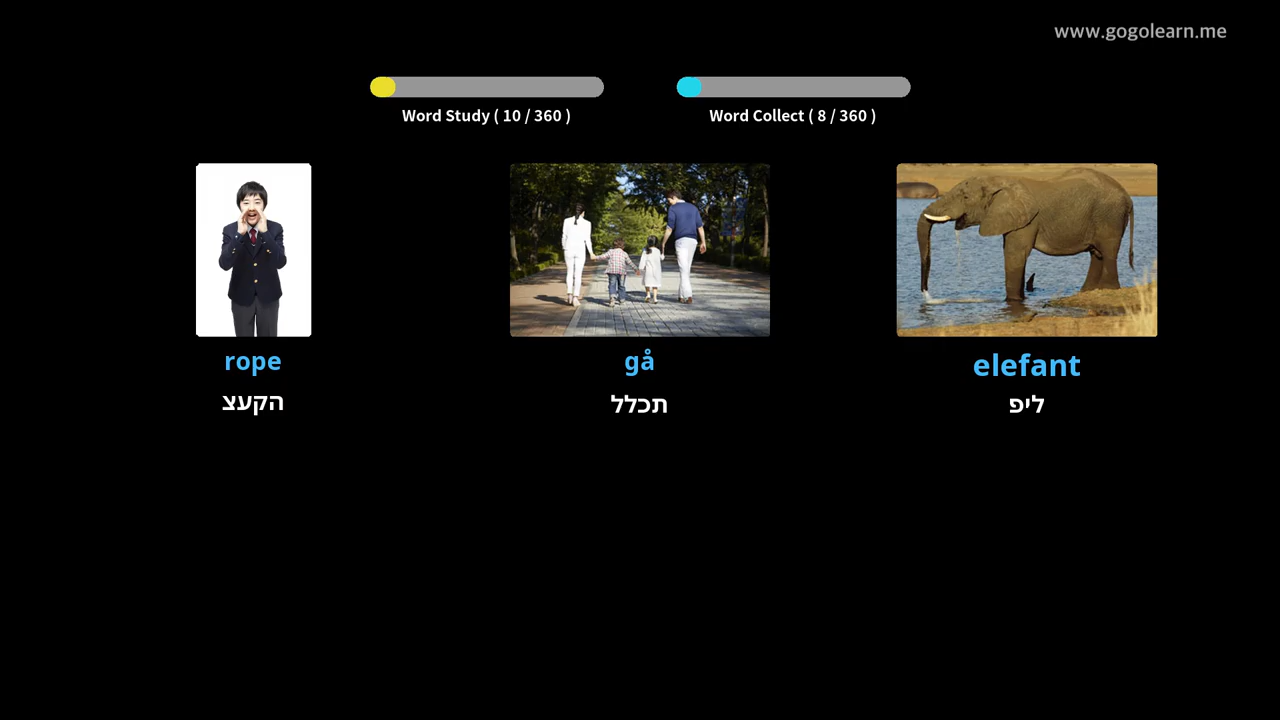 www.gogolearn.me
Word Study ( 10 / 360 )
Word Collect ( 8 / 360 )
rope
הקעצ
gå
תכלל
elefant
ליפ